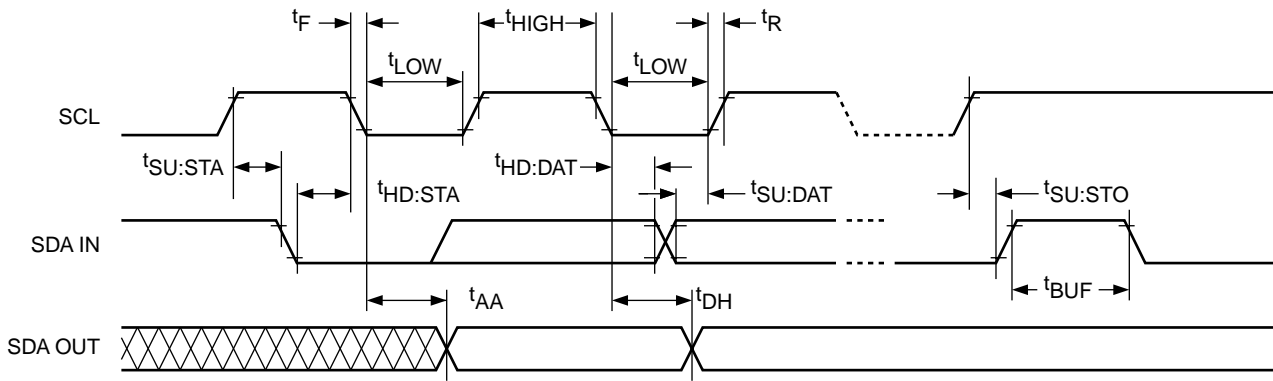 tF
tHIGH
tR
tLOW
tLOW
SCL
tSU:STA
tHD:STA
tHD:DAT
tSU:DAT
tSU:STO
SDA IN
tBUF
tAA
tDH
SDA OUT